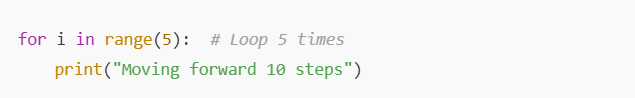 for i in range(5):  # Loop 5 times
    print("Moving forward 10 steps")